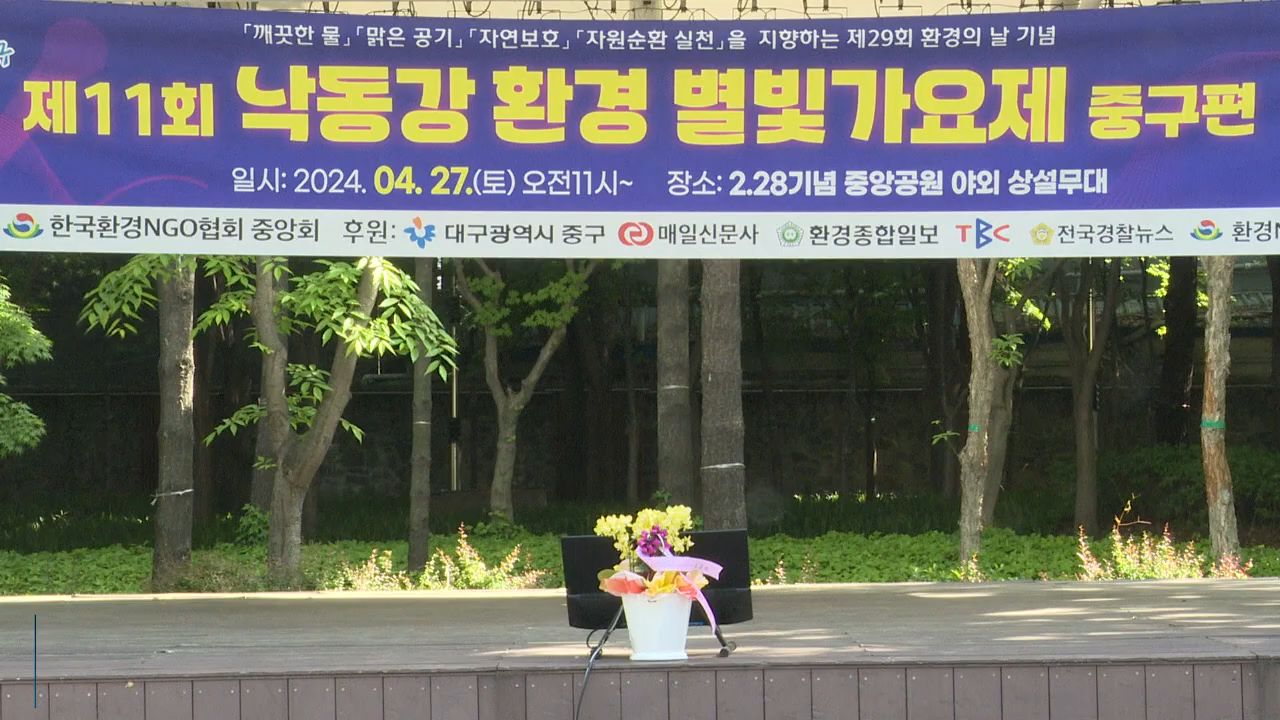 「깨끗한 물」「맑은 공기」「자연보호」「자원순환 실천」을 지향하는 제29회 환경의 날 기념
제11회 낙동강 환경 별빛가요제 중구편
일시: 2024. 04. 27.(토) 오전11시~ 장소: 2.28기념 중앙공원 야외 상설무대
한국환경NGO협회 중앙회 후원: 대구광역시 중구 매일신문사 환경종합일보 TBC 전국경찰뉴스 환경N